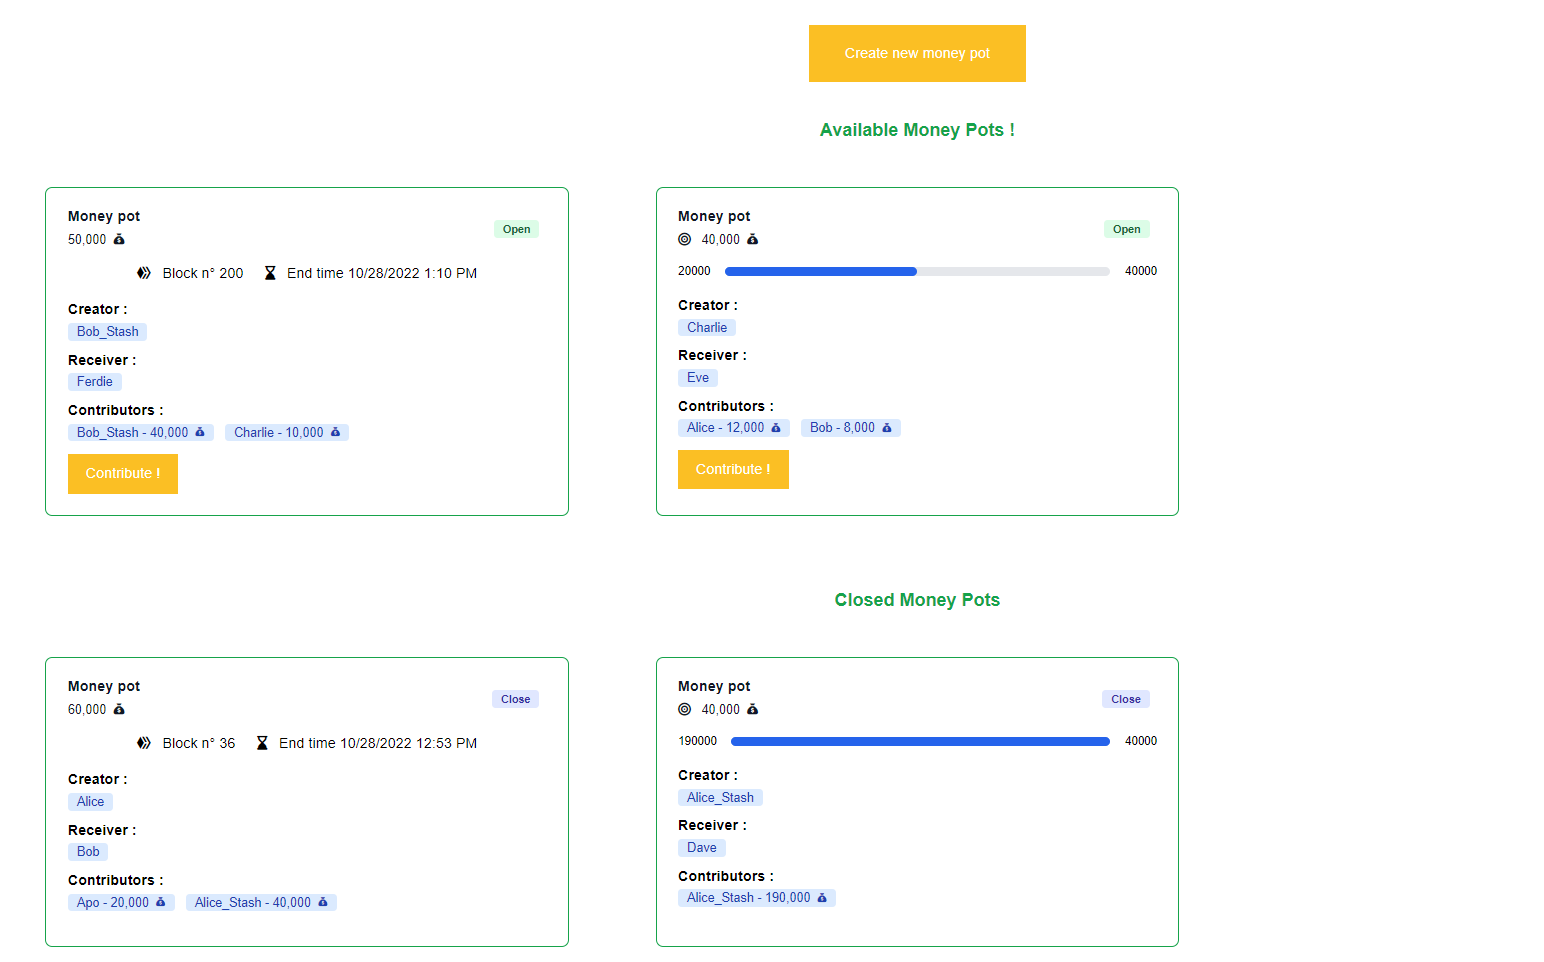 Create new money pot
Available Money Pots !
Money pot
Open
50,000
Block n° 200 End time 10/28/2022 1:10 PM
Creator :
Bob_Stash
Receiver :
Ferdie
Contributors :
Bob_Stash - 40,000 Charlie - 10,000
Contribute !
Money pot
Open
40,000
20000 40000
Creator :
Charlie
Receiver :
Eve
Contributors :
Alice - 12,000 Bob - 8,000
Contribute !
Closed Money Pots
Money pot
Close
60,000
Block n° 36 End time 10/28/2022 12:53 PM
Creator :
Alice
Receiver :
Bob
Contributors :
Apo - 20,000 Alice_Stash - 40,000
Money pot
Close
40,000
190000 40000
Creator :
Alice_Stash
Receiver :
Dave
Contributors :
Alice_Stash - 190,000